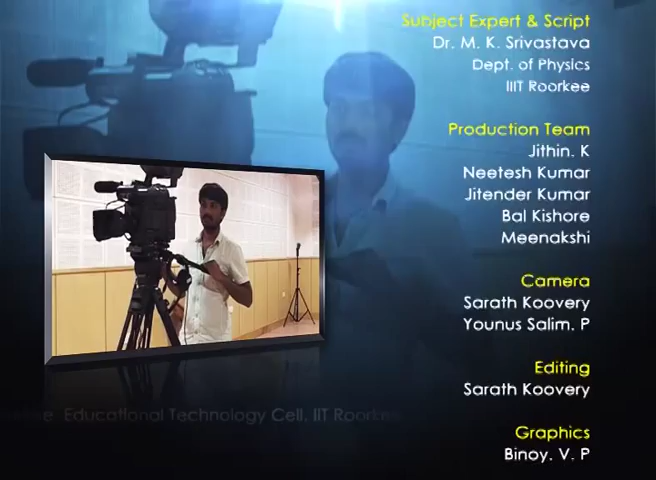 Subject Expert & Script
Dr. M. K. Srivastava
Dept. of Physics
IIIT Roorkee
Production Team
Jithin. K
Neetesh Kumar
Jitender Kumar
Bal Kishore
Meenakshi
Camera
Sarath Koovery
Younus Salim. P
Editing
Sarath Koovery
Educational Technology Cell, IIT Roorkee
Graphics
Binoy. V. P